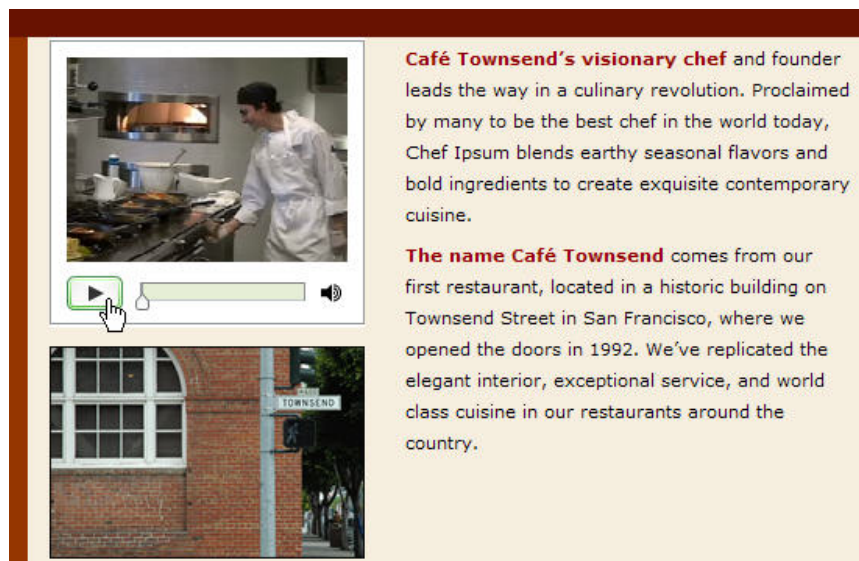 Café Townsend’s visionary chef and founder
leads the way in a culinary revolution. Proclaimed
by many to be the best chef in the world today,
Chef Ipsum blends earthy seasonal flavors and
bold ingredients to create exquisite contemporary
cuisine.
The name Café Townsend comes from our
first restaurant, located in a historic building on
Townsend Street in San Francisco, where we
opened the doors in 1992. We’ve replicated the
elegant interior, exceptional service, and world
class cuisine in our restaurants around the
country.
TOWNSEND